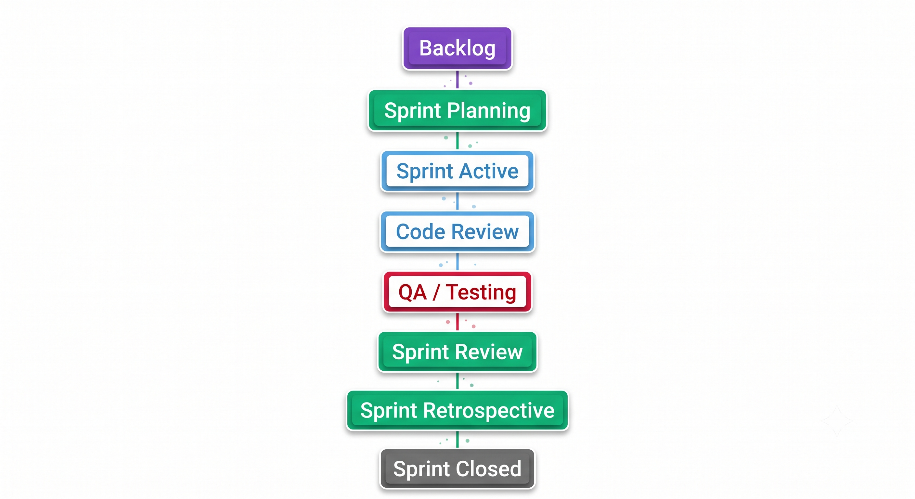 Backlog
Sprint Planning
Sprint Active
Code Review
QA / Testing
Sprint Review
Sprint Retrospective
Sprint Closed